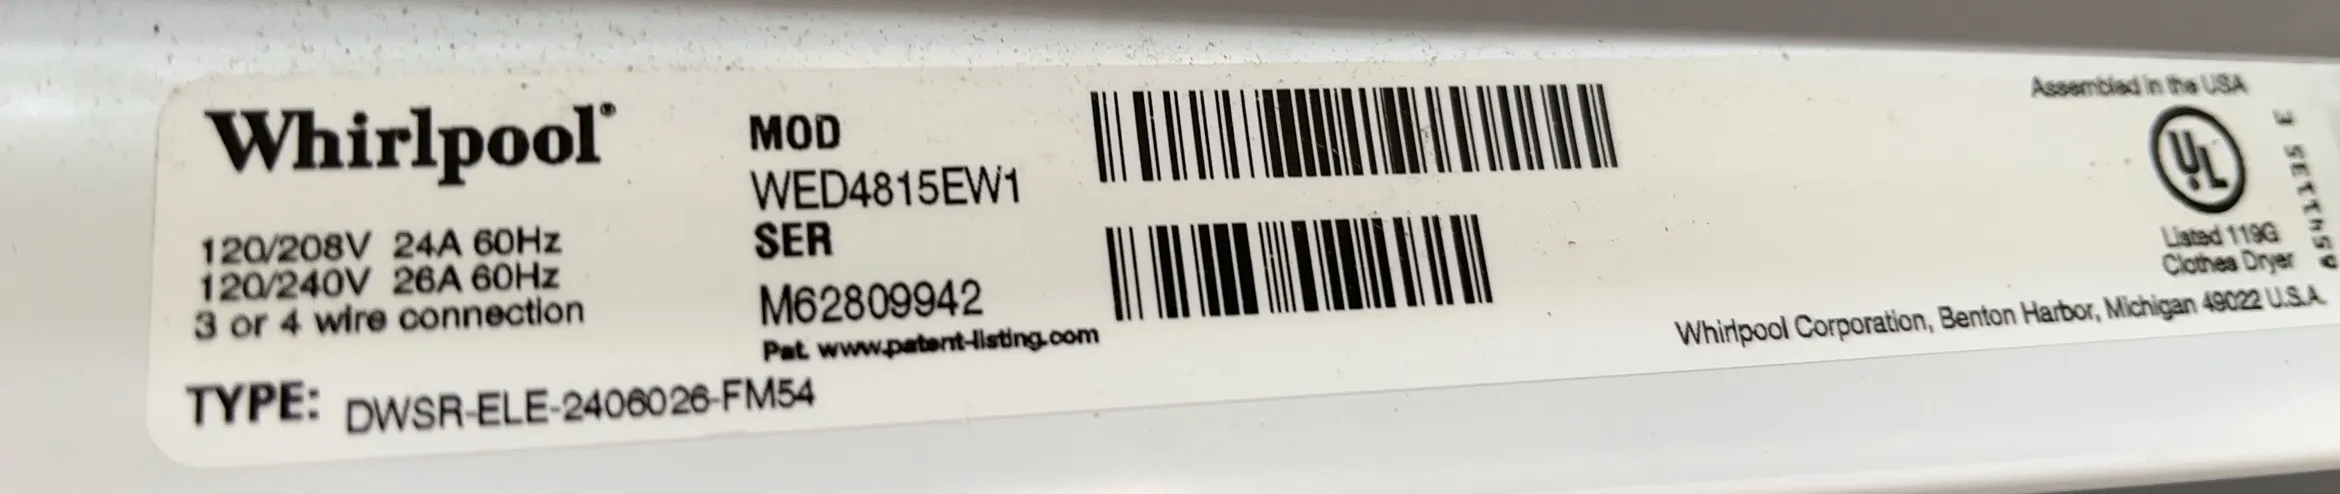 Whirlpool®
120/208V 24A 60Hz
120/240V 26A 60Hz
3 or 4 wire connection
TYPE: DWSR-ELE-2406026-FM54
MOD
WED4815EW1
SER
M62809942
Pat. www.patent-listing.com
Assembled in the USA
UL
Listed 119G
Clothes Dryer
Whirlpool Corporation, Benton Harbor, Michigan 49022 U.S.A.